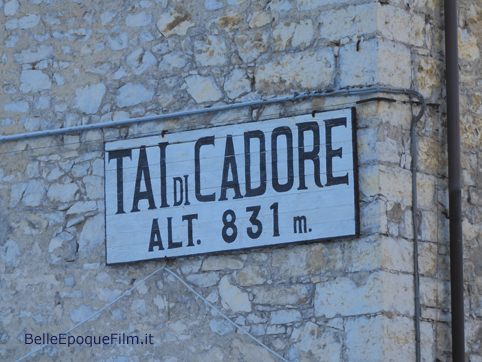 TAI DI CADORE
ALT. 831 m.
BelleEpoqueFilm.it